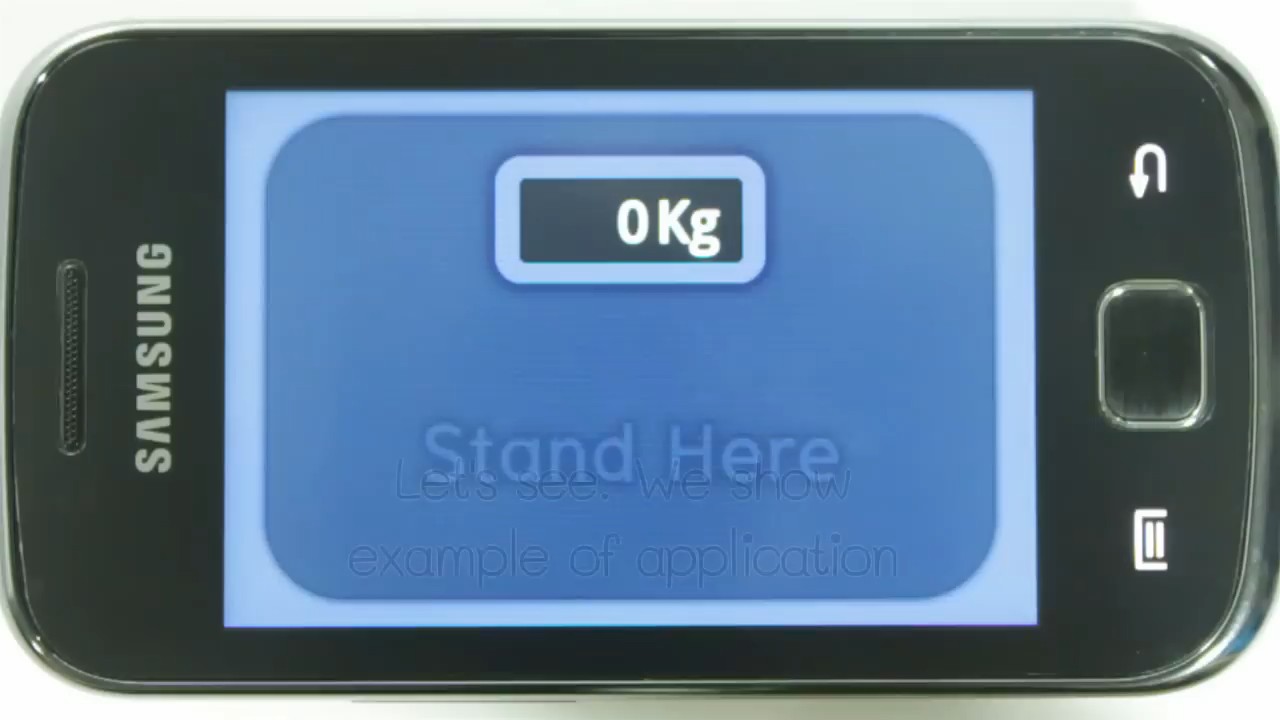 SAMSUNG
0Kg
Stand Here
Let's see. We show
example of application